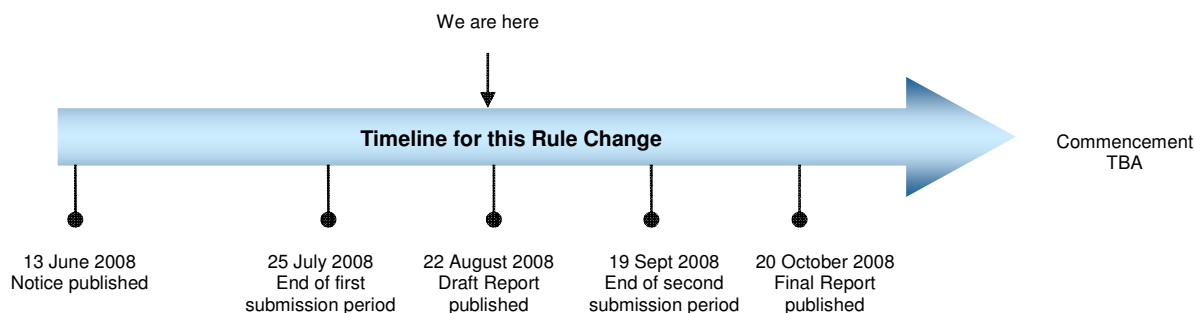 We are here
Timeline for this Rule Change
Commencement
TBA
13 June 2008
Notice published
25 July 2008
End of first
submission period
22 August 2008
Draft Report
published
19 Sept 2008
End of second
submission period
20 October 2008
Final Report
published